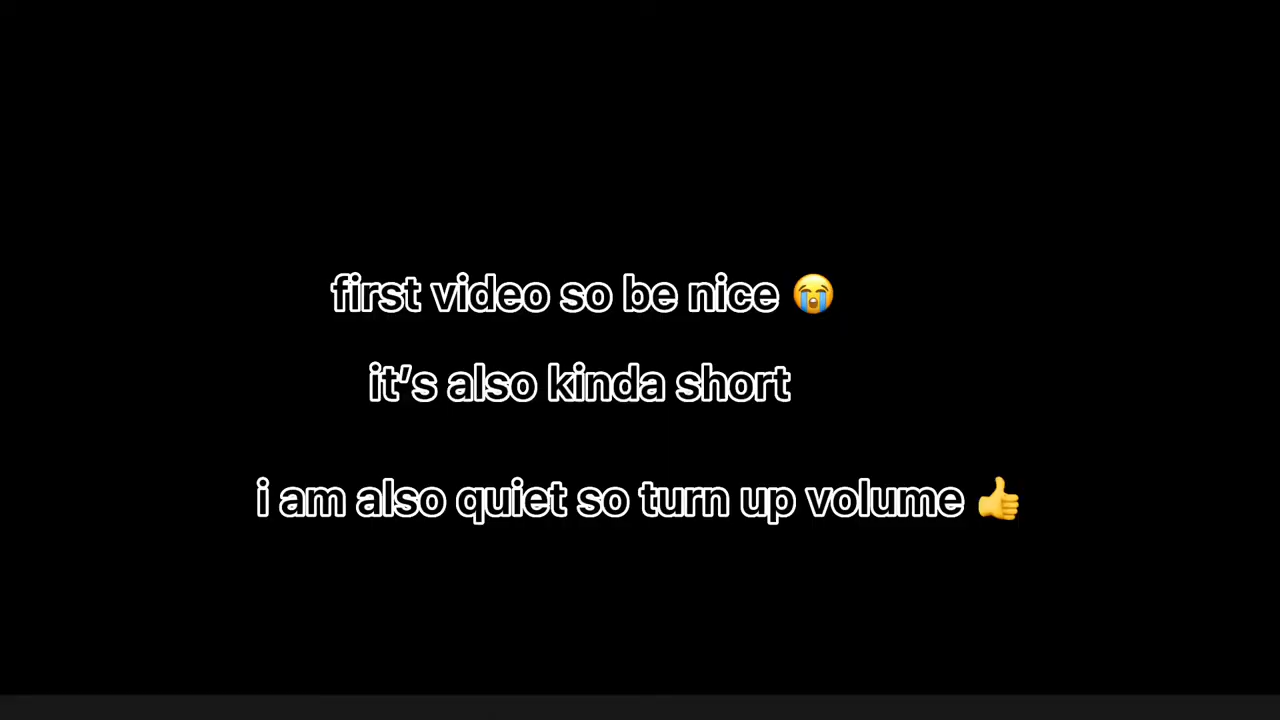 first video so be nice 😭
it’s also kinda short
i am also quiet so turn up volume 👍